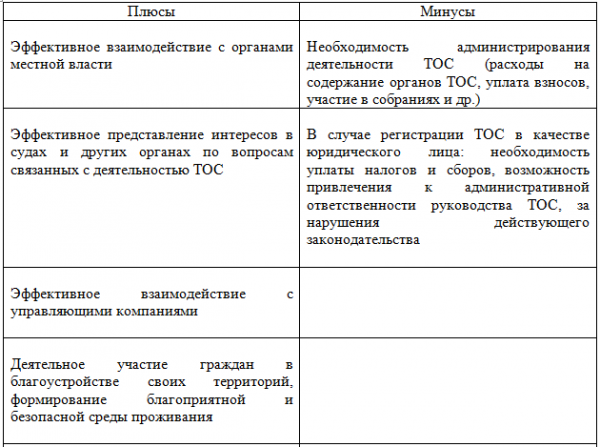 Плюсы
Минусы
Эффективное взаимодействие с органами
местной власти
Необходимость администрирования
деятельности ТОС (расходы на
содержание органов ТОС, уплата взносов,
участие в собраниях и др.)
Эффективное представление интересов в
судах и других органах по вопросам
связанных с деятельностью ТОС
В случае регистрации ТОС в качестве
юридического лица: необходимость
уплаты налогов и сборов, возможность
привлечения к административной
ответственности руководства ТОС, за
нарушения действующего
законодательства
Эффективное взаимодействие с
управляющими компаниями
Деятельное участие граждан в
благоустройстве своих территорий,
формирование благоприятной и
безопасной среды проживания